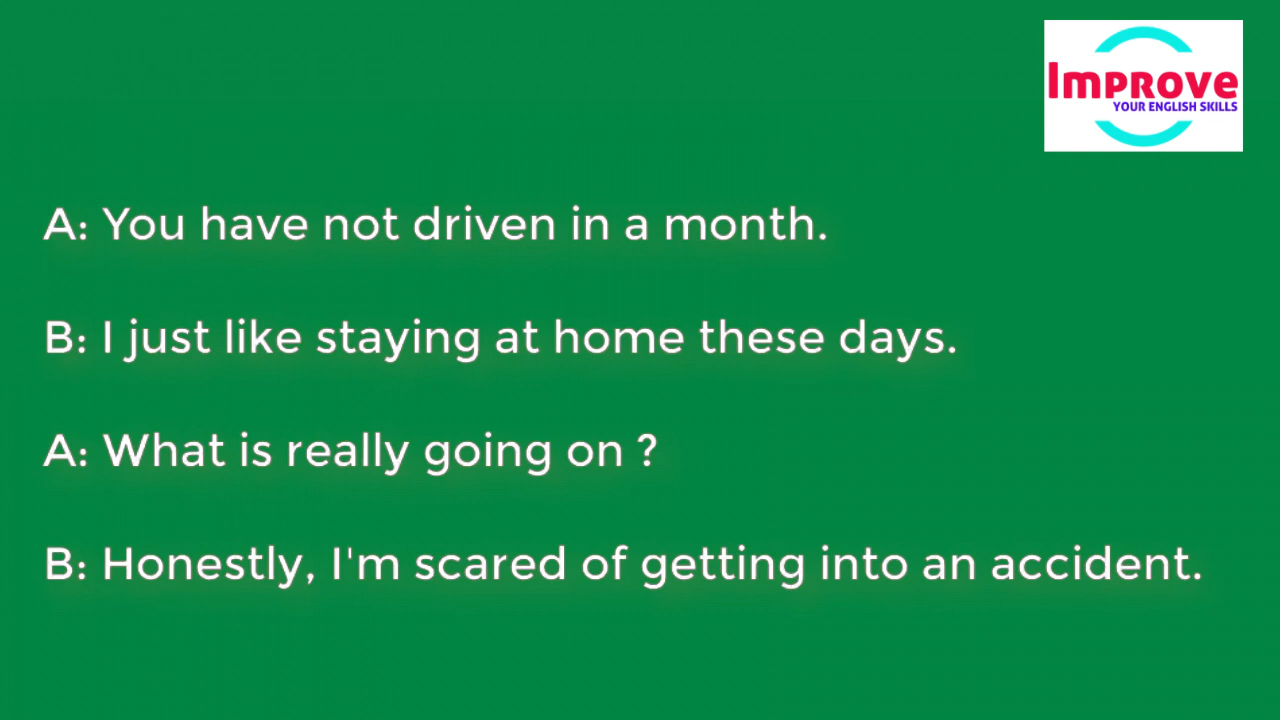 Improve
YOUR ENGLISH SKILLS
A: You have not driven in a month.
B: I just like staying at home these days.
A: What is really going on ?
B: Honestly, I'm scared of getting into an accident.